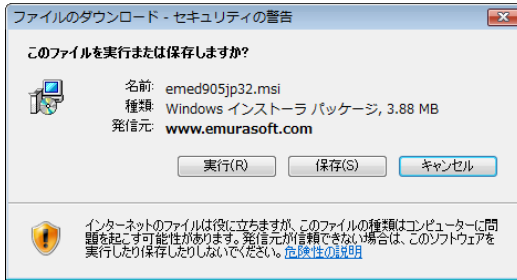 ファイルのダウンロード - セキュリティの警告
このファイルを実行または保存しますか?
名前: emed905jp32.msi
種類: Windows インストーラ パッケージ, 3.88 MB
発信元: www.emurasoft.com
実行(R) 保存(S) キャンセル
インターネットのファイルは役に立ちますが、このファイルの種類はコンピューターに問
題を起こす可能性があります。発信元が信頼できない場合は、このソフトウェアを
実行したり保存したりしないでください。危険性の説明